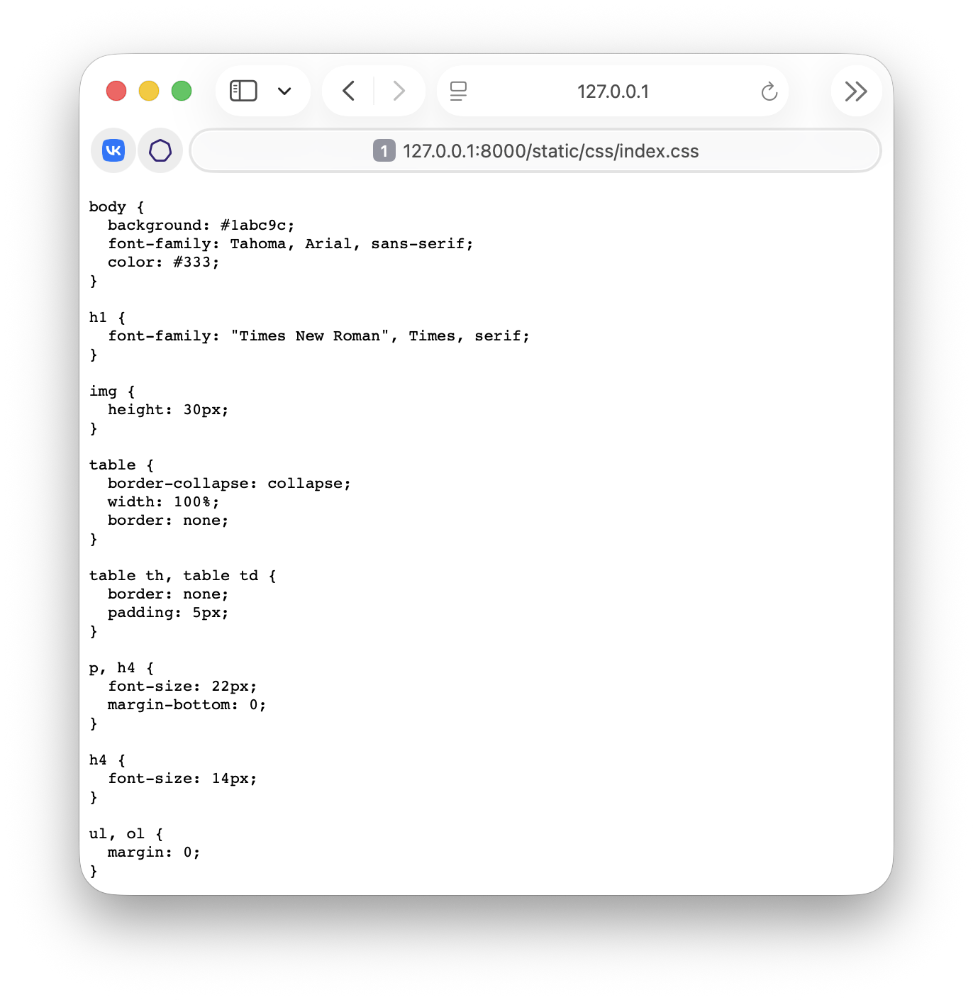 127.0.0.1
VK
1 127.0.0.1:8000/static/css/index.css
body {
  background: #1abc9c;
  font-family: Tahoma, Arial, sans-serif;
  color: #333;
}

h1 {
  font-family: "Times New Roman", Times, serif;
}

img {
  height: 30px;
}

table {
  border-collapse: collapse;
  width: 100%;
  border: none;
}

table th, table td {
  border: none;
  padding: 5px;
}

p, h4 {
  font-size: 22px;
  margin-bottom: 0;
}

h4 {
  font-size: 14px;
}

ul, ol {
  margin: 0;
}